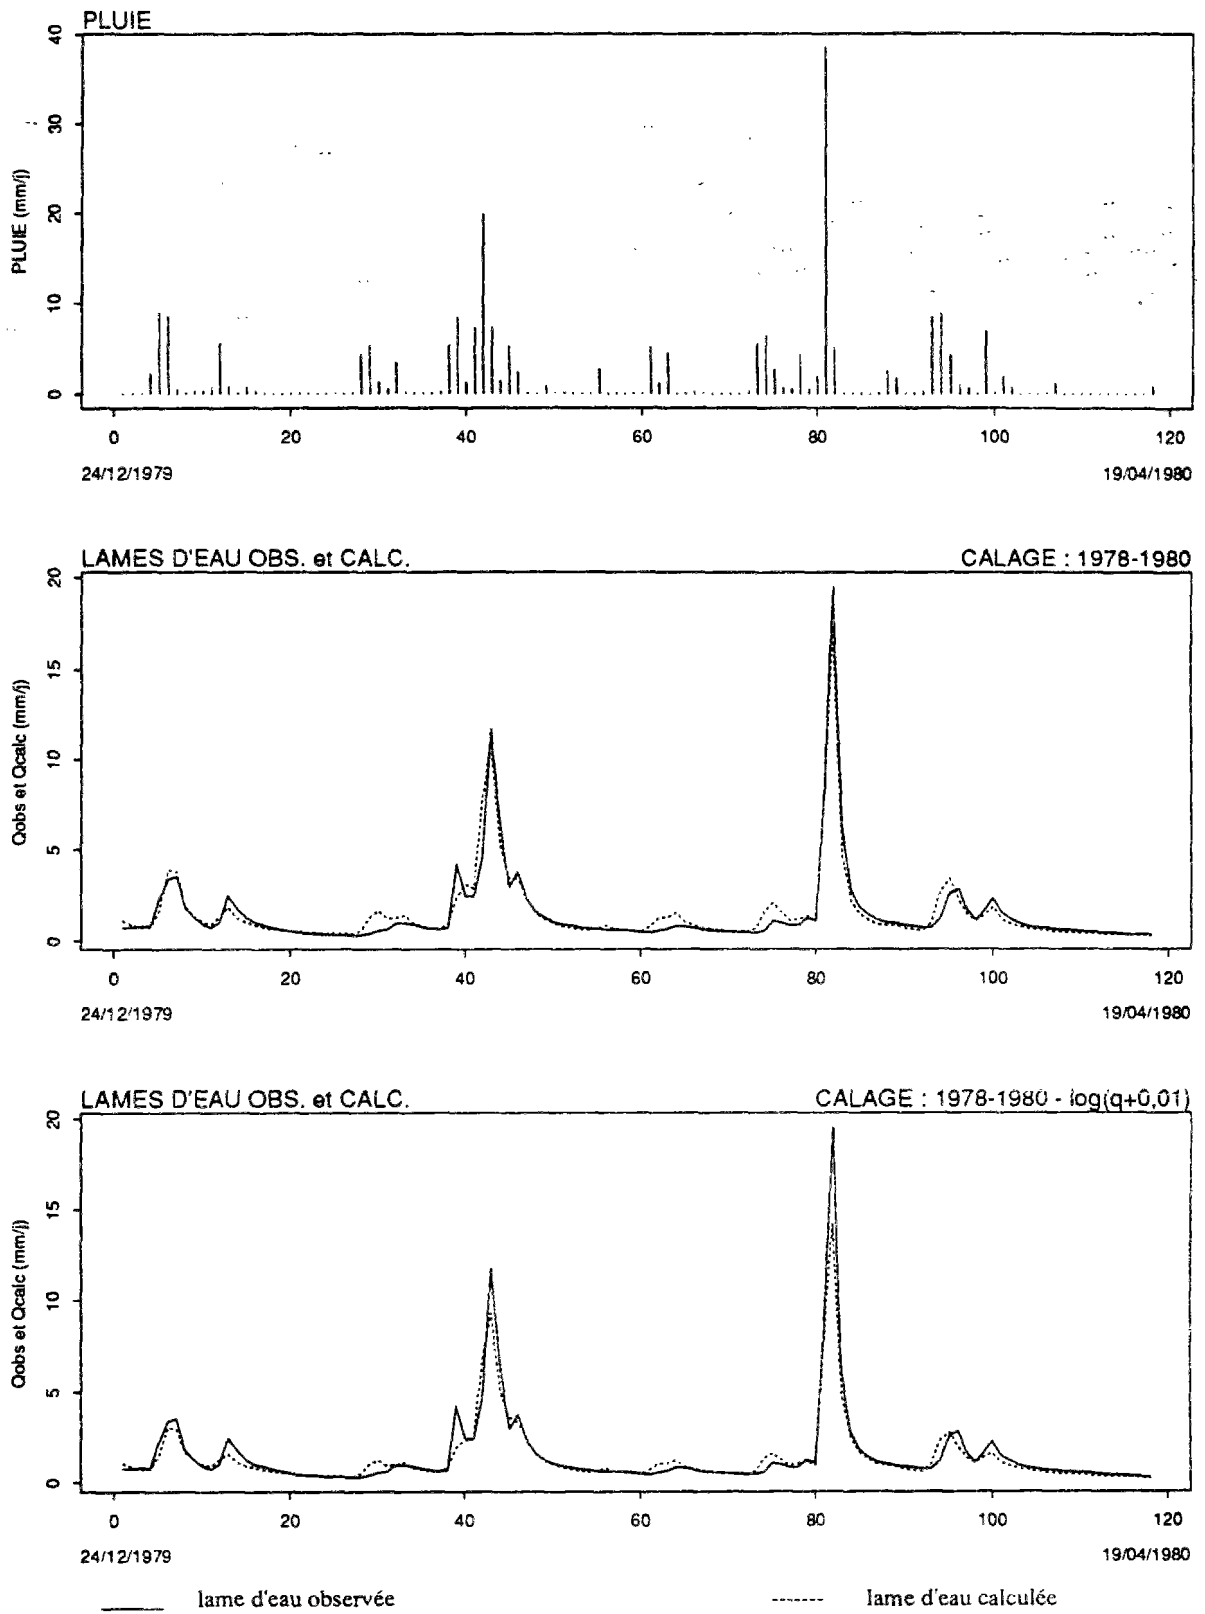 PLUIE
PLUIE (mm/j)
40
30
20
10
0
0 20 40 60 80 100 120
24/12/1979 19/04/1980
LAMES D'EAU OBS. et CALC. CALAGE : 1978-1980
Qobs et Qcalc (mm/j)
20
15
10
5
0
0 20 40 60 80 100 120
24/12/1979 19/04/1980
LAMES D'EAU OBS. et CALC. CALAGE : 1978-1980 - log(q+0,01)
Qobs et Qcalc (mm/j)
20
15
10
5
0
0 20 40 60 80 100 120
24/12/1979 19/04/1980
lame d'eau observée lame d'eau calculée